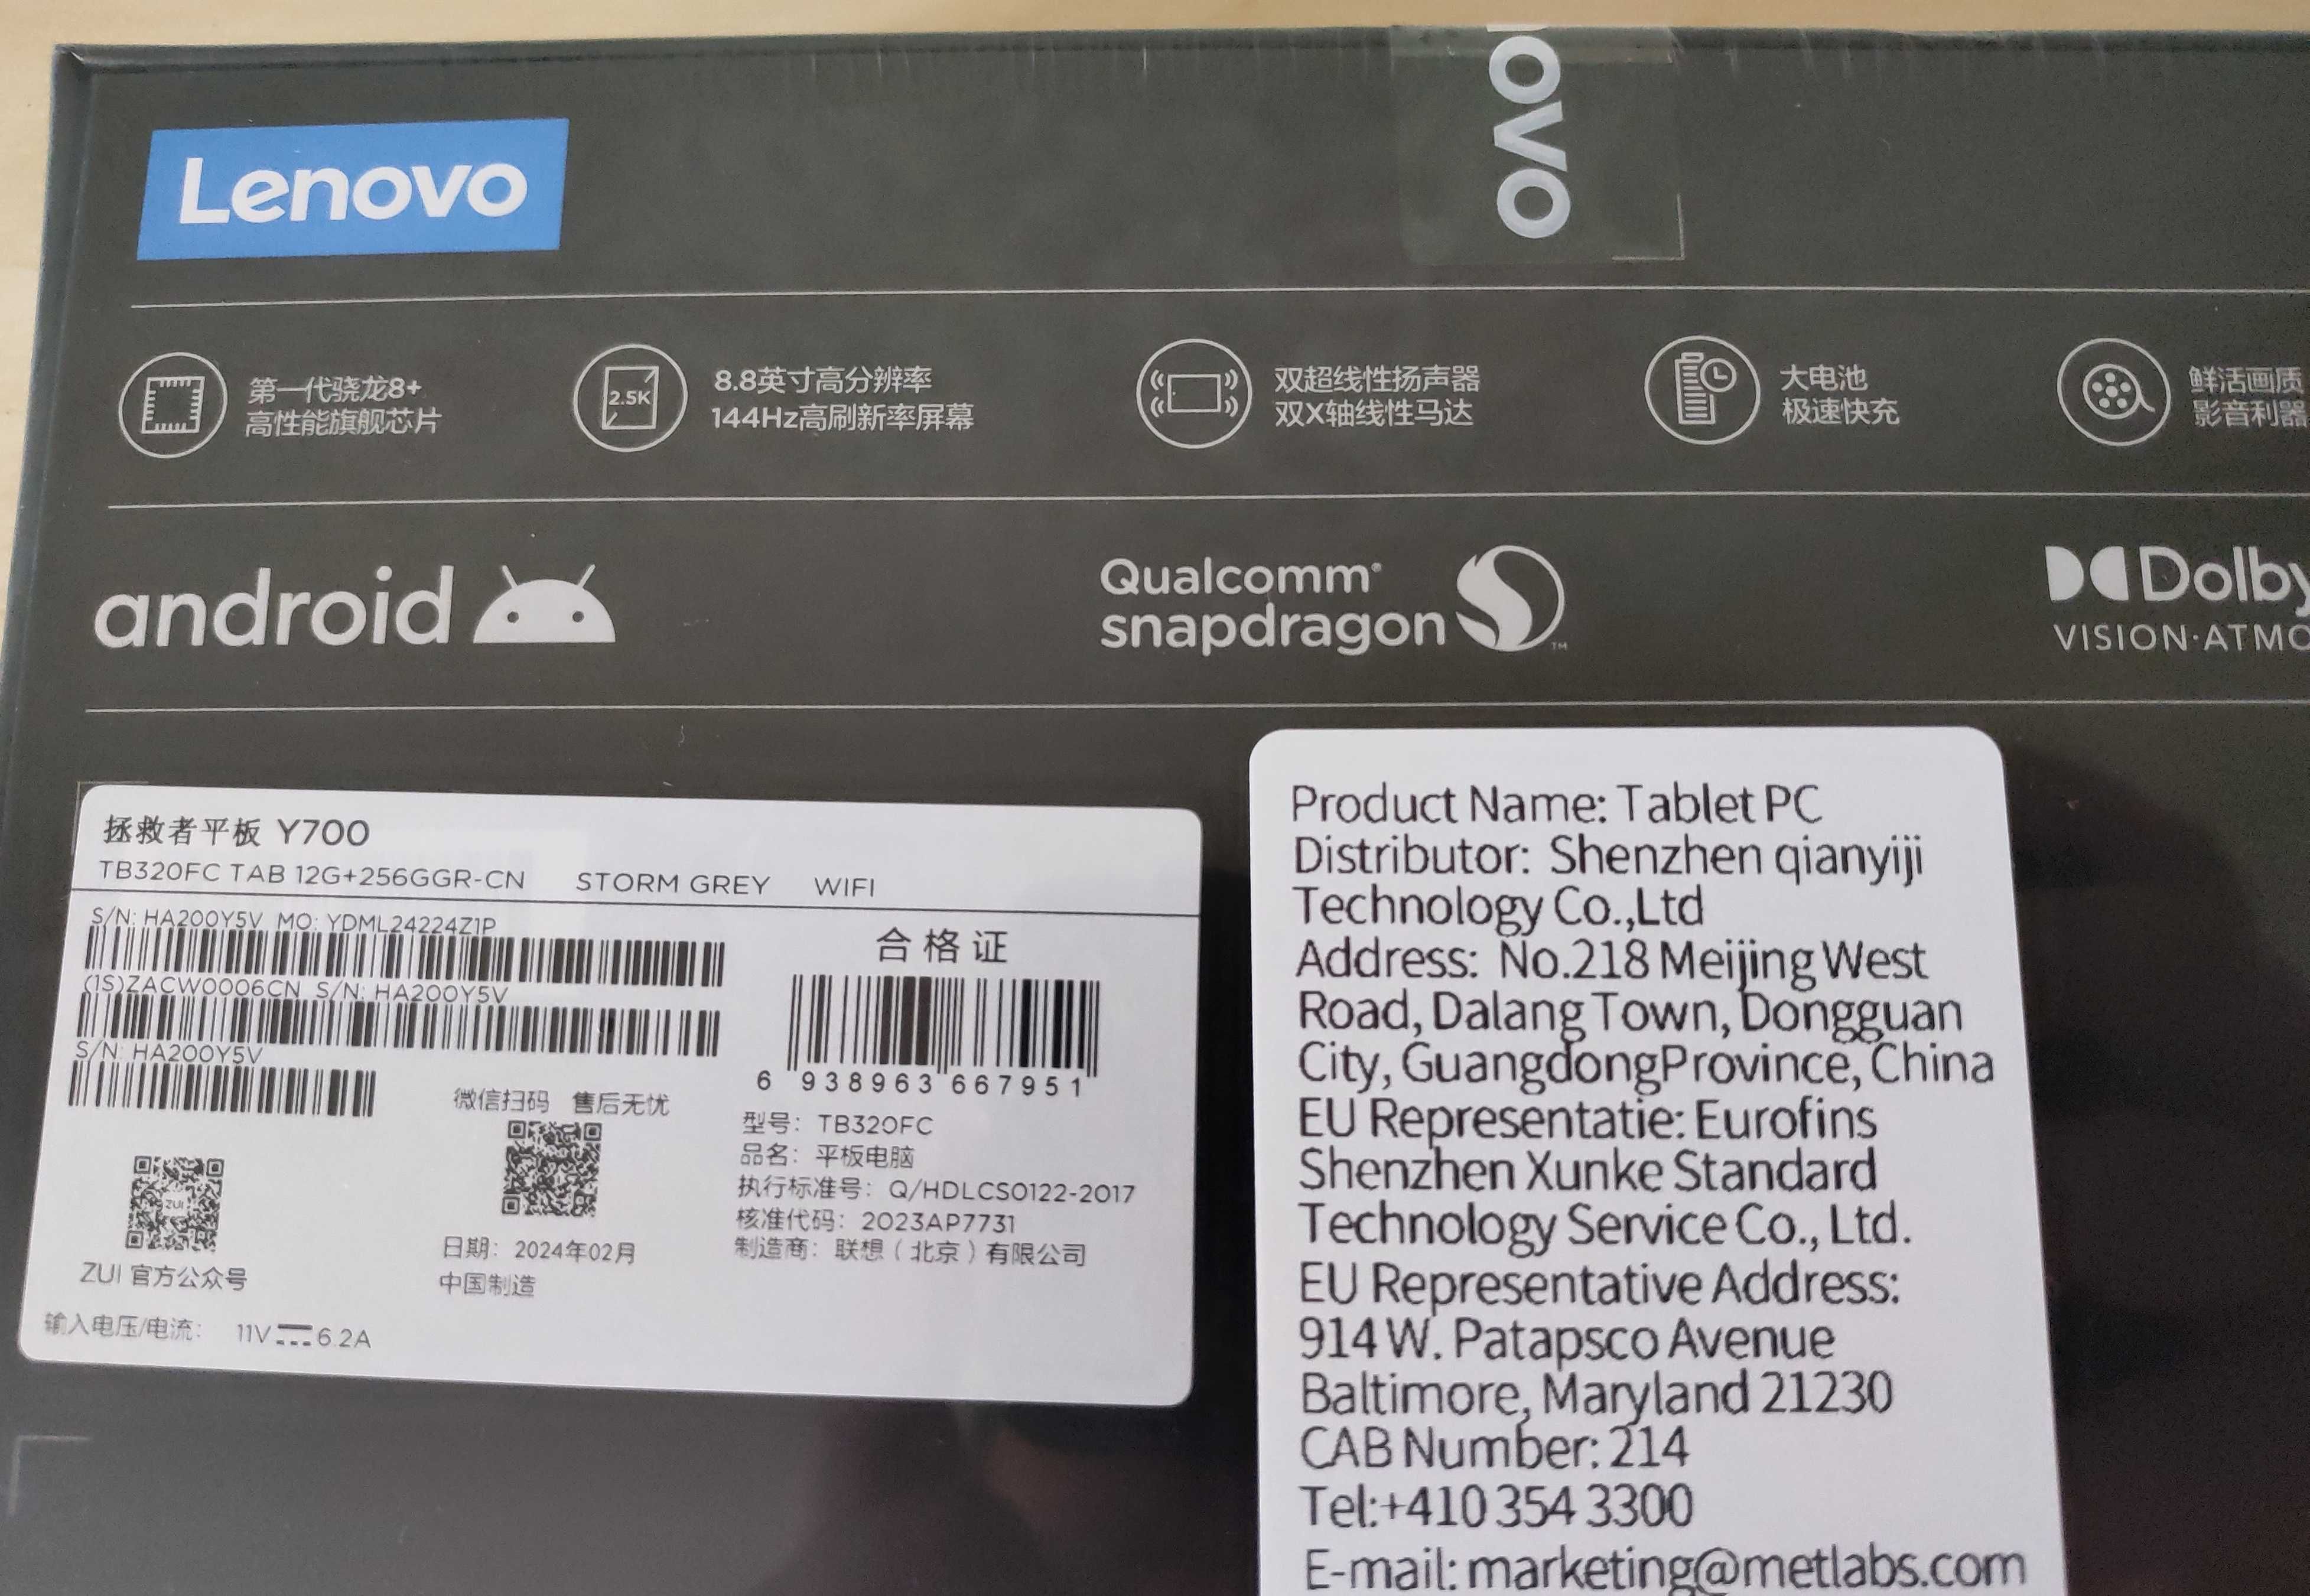 Lenovo
novo
第一代骁龙8+
高性能旗舰芯片
2.5K
8.8英寸高分辨率
144Hz高刷新率屏幕
双超线性扬声器
双X轴线性马达
大电池
极速快充
鲜活画质
影音利器
android
Qualcomm®
snapdragon™
Dolby
VISION·ATMO
拯救者平板 Y700
TB320FC TAB 12G+256GGR-CN STORM GREY WIFI
S/N: HA200Y5V MO: YDML24224Z1P
(1S)ZACW0006CN S/N: HA200Y5V
S/N: HA200Y5V
合格证
6 938963 667951
微信扫码 售后无忧
型号: TB320FC
品名: 平板电脑
执行标准号: Q/HDLCS0122-2017
核准代码: 2023AP7731
制造商: 联想（北京）有限公司
ZUI
ZUI 官方公众号
日期: 2024年02月
中国制造
输入电压/电流: 11V⎓6.2A
Product Name: Tablet PC
Distributor: Shenzhen qianyiji
Technology Co.,Ltd
Address: No.218 Meijing West
Road, Dalang Town, Dongguan
City, GuangdongProvince, China
EU Representatie: Eurofins
Shenzhen Xunke Standard
Technology Service Co., Ltd.
EU Representative Address:
914 W. Patapsco Avenue
Baltimore, Maryland 21230
CAB Number: 214
Tel:+410 354 3300
E-mail: marketing@metlabs.com